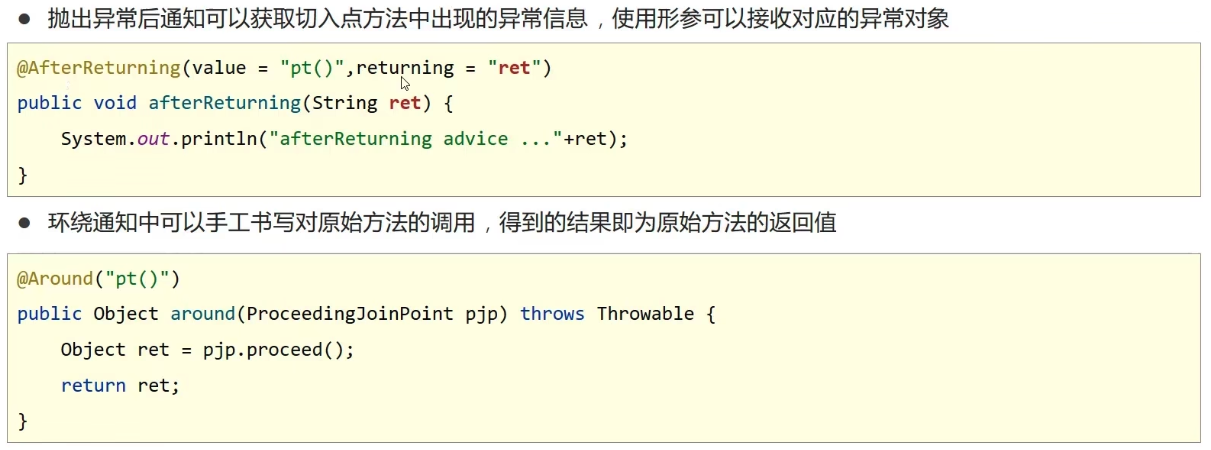 ● 抛出异常后通知可以获取切入点方法中出现的异常信息，使用形参可以接收对应的异常对象
@AfterReturning(value = "pt()",returning = "ret")
public void afterReturning(String ret) {
    System.out.println("afterReturning advice ..."+ret);
}
● 环绕通知中可以手工书写对原始方法的调用，得到的结果即为原始方法的返回值
@Around("pt()")
public Object around(ProceedingJoinPoint pjp) throws Throwable {
    Object ret = pjp.proceed();
    return ret;
}